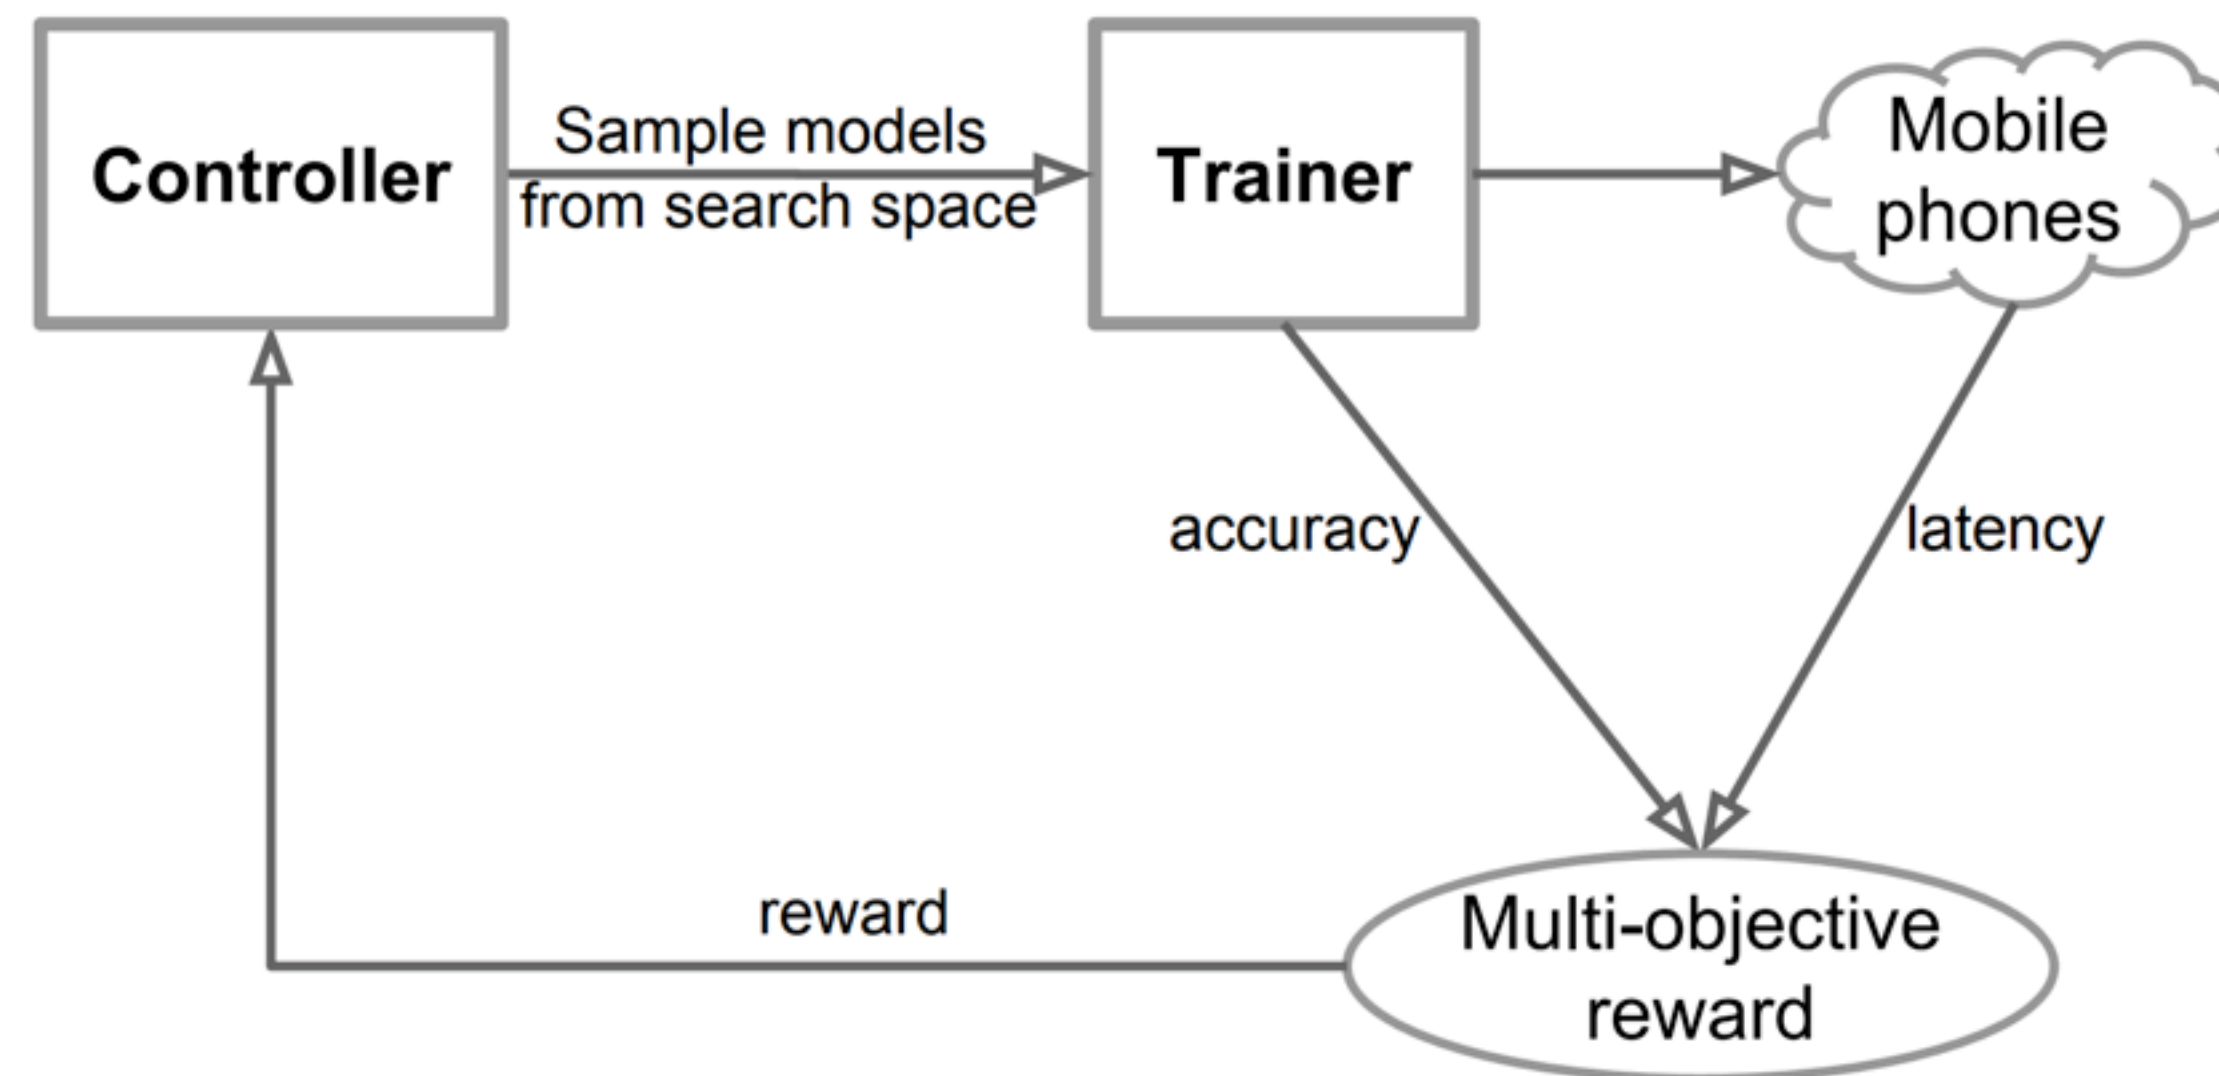 Controller
Sample models
from search space
Trainer
Mobile
phones
accuracy
latency
reward
Multi-objective
reward